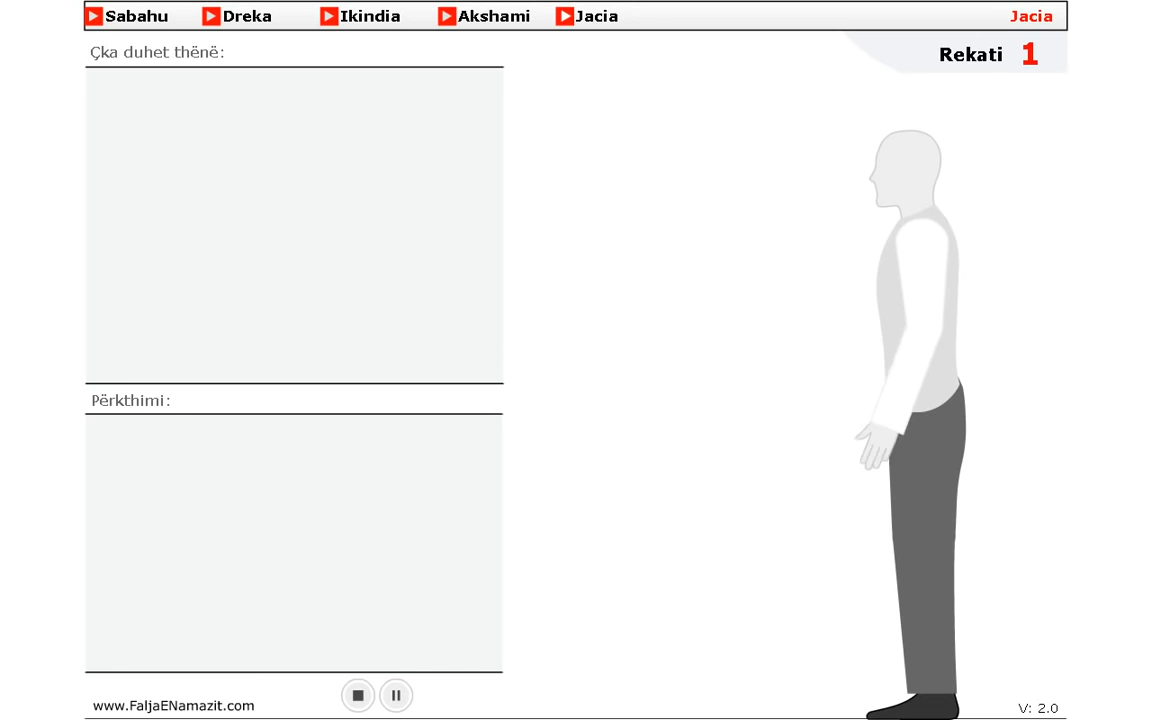 Sabahu Dreka Ikindia Akshami Jacia Jacia
Çka duhet thënë:
Rekati 1
Përkthimi:
www.FaljaENamazit.com
V: 2.0